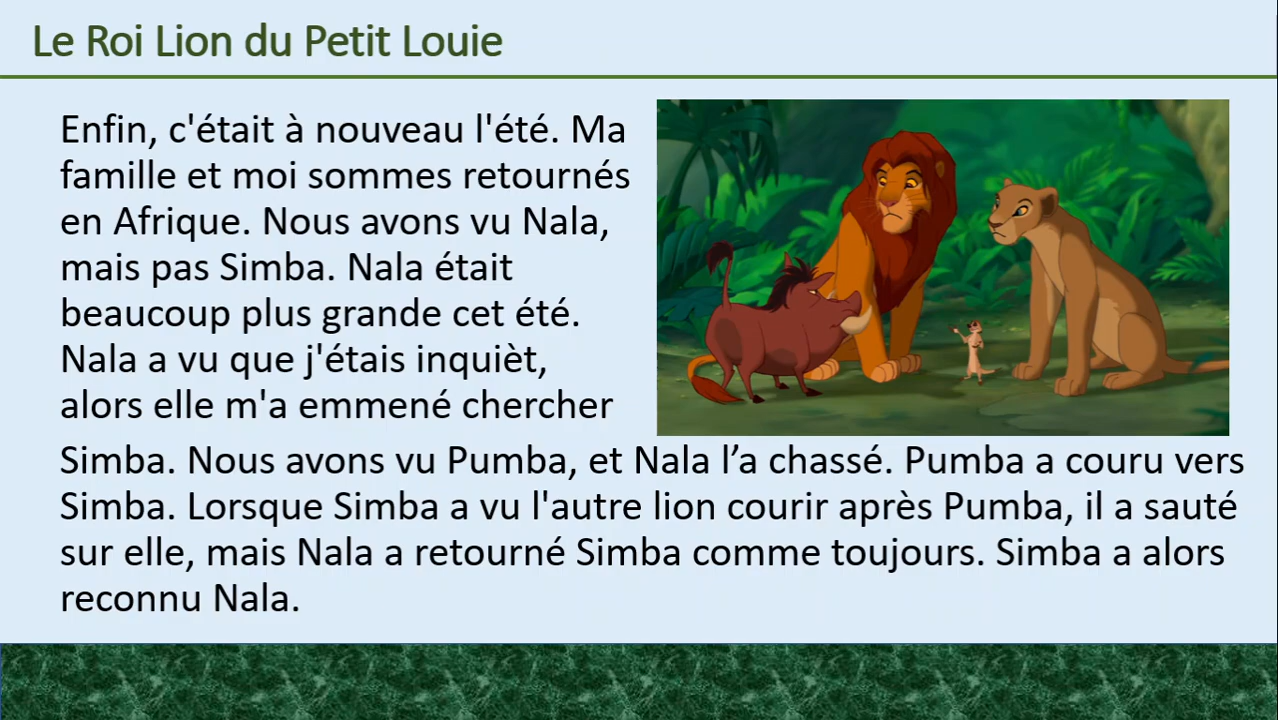 Le Roi Lion du Petit Louie
Enfin, c'était à nouveau l'été. Ma
famille et moi sommes retournés
en Afrique. Nous avons vu Nala,
mais pas Simba. Nala était
beaucoup plus grande cet été.
Nala a vu que j'étais inquièt,
alors elle m'a emmené chercher
Simba. Nous avons vu Pumba, et Nala l’a chassé. Pumba a couru vers
Simba. Lorsque Simba a vu l'autre lion courir après Pumba, il a sauté
sur elle, mais Nala a retourné Simba comme toujours. Simba a alors
reconnu Nala.